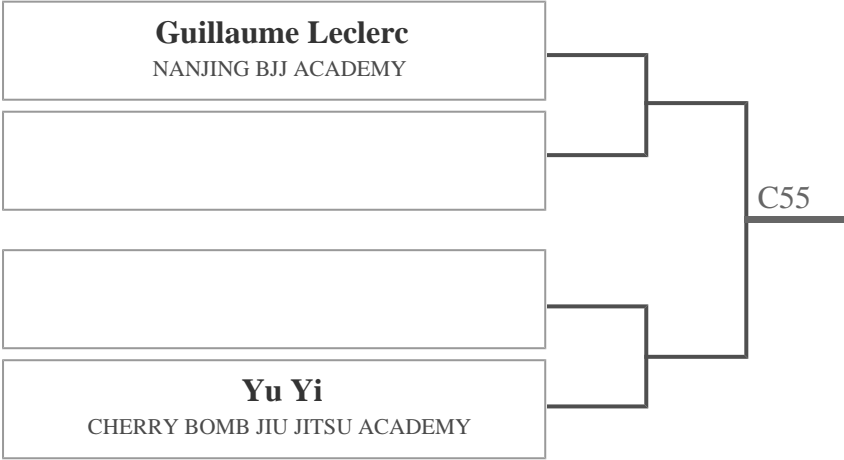 Guillaume Leclerc
NANJING BJJ ACADEMY
C55
Yu Yi
CHERRY BOMB JIU JITSU ACADEMY